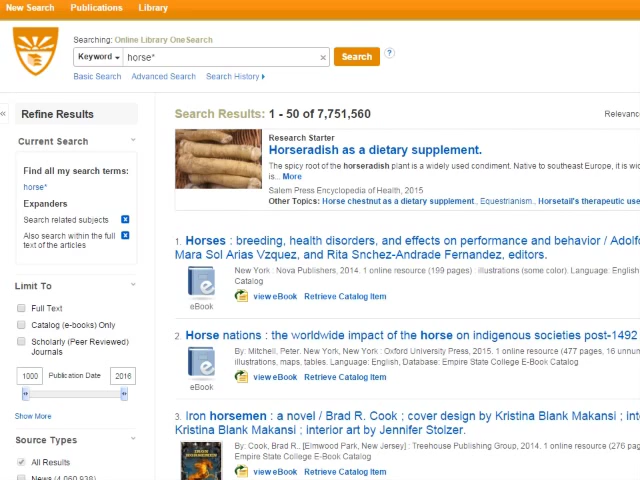 New Search Publications Library
Searching: Online Library OneSearch
Keyword horse* × Search ?
Basic Search Advanced Search Search History
« Refine Results
Current Search
Find all my search terms:
horse*
Expanders
Search related subjects
Also search within the full
text of the articles
Limit To
Full Text
Catalog (e-books) Only
Scholarly (Peer Reviewed)
Journals
1000 Publication Date 2016
Show More
Source Types
All Results
News (4,060,938)
Search Results: 1 - 50 of 7,751,560
Relevanc
Research Starter
Horseradish as a dietary supplement.
The spicy root of the horseradish plant is a widely used condiment. Native to southeast Europe, it is wid
is... More
Salem Press Encyclopedia of Health, 2015
Other Topics: Horse chestnut as a dietary supplement., Equestrianism., Horsetail's therapeutic use
1. Horses : breeding, health disorders, and effects on performance and behavior / Adolfo
Mara Sol Arias Vzquez, and Rita Snchez-Andrade Fernandez, editors.
New York : Nova Publishers, 2014. 1 online resource (199 pages) : illustrations (some color). Language: English
Catalog
eBook
view eBook Retrieve Catalog Item
2. Horse nations : the worldwide impact of the horse on indigenous societies post-1492
By: Mitchell, Peter. New York, New York : Oxford University Press, 2015. 1 online resource (477 pages, 16 unnum
illustrations, maps, tables. Language: English, Database: Empire State College E-Book Catalog
eBook
view eBook Retrieve Catalog Item
3. Iron horsemen : a novel / Brad R. Cook ; cover design by Kristina Blank Makansi ; inte
Kristina Blank Makansi ; interior art by Jennifer Stolzer.
By: Cook, Brad R.. [Elmwood Park, New Jersey] : Treehouse Publishing Group, 2014. 1 online resource (276 pag
Empire State College E-Book Catalog
IRON HORSEMEN
view eBook Retrieve Catalog Item